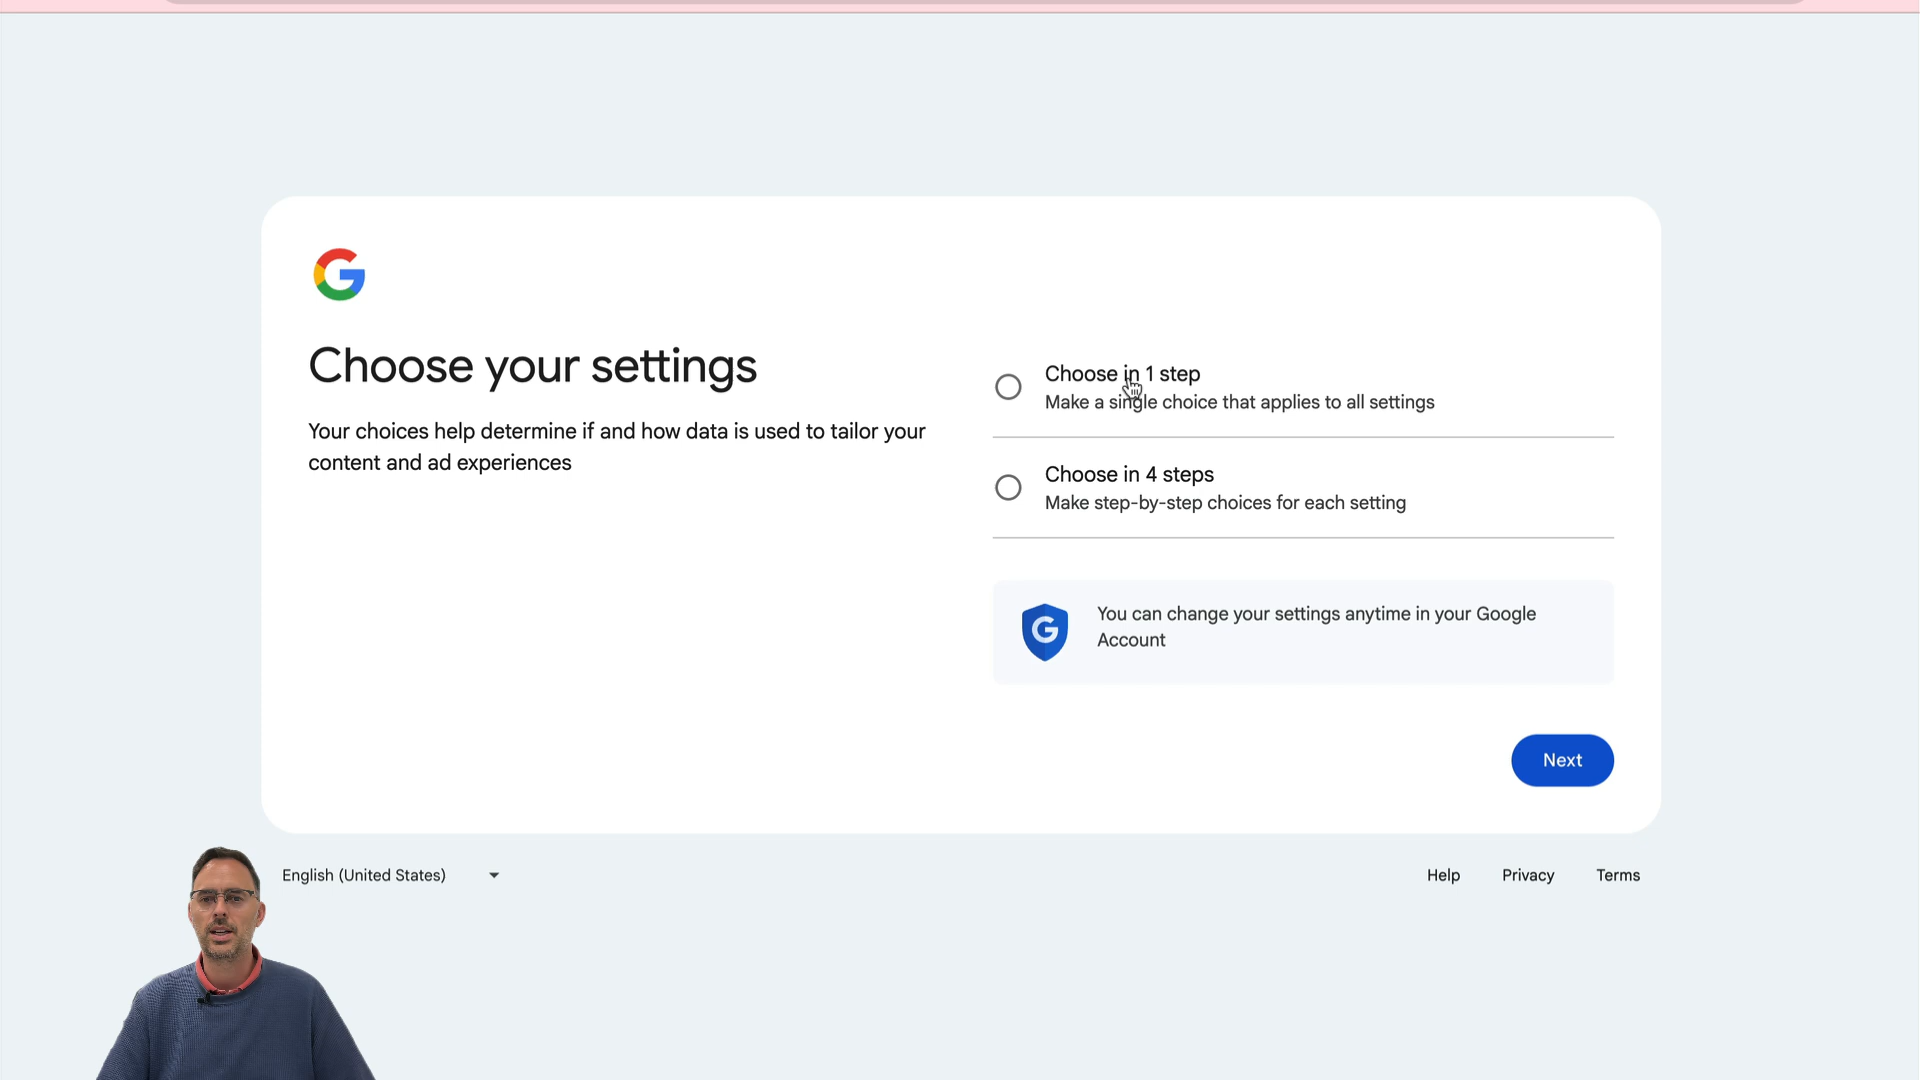 Choose your settings
Your choices help determine if and how data is used to tailor your
content and ad experiences
Choose in 1 step
Make a single choice that applies to all settings
Choose in 4 steps
Make step-by-step choices for each setting
You can change your settings anytime in your Google
Account
Next
English (United States)
Help Privacy Terms